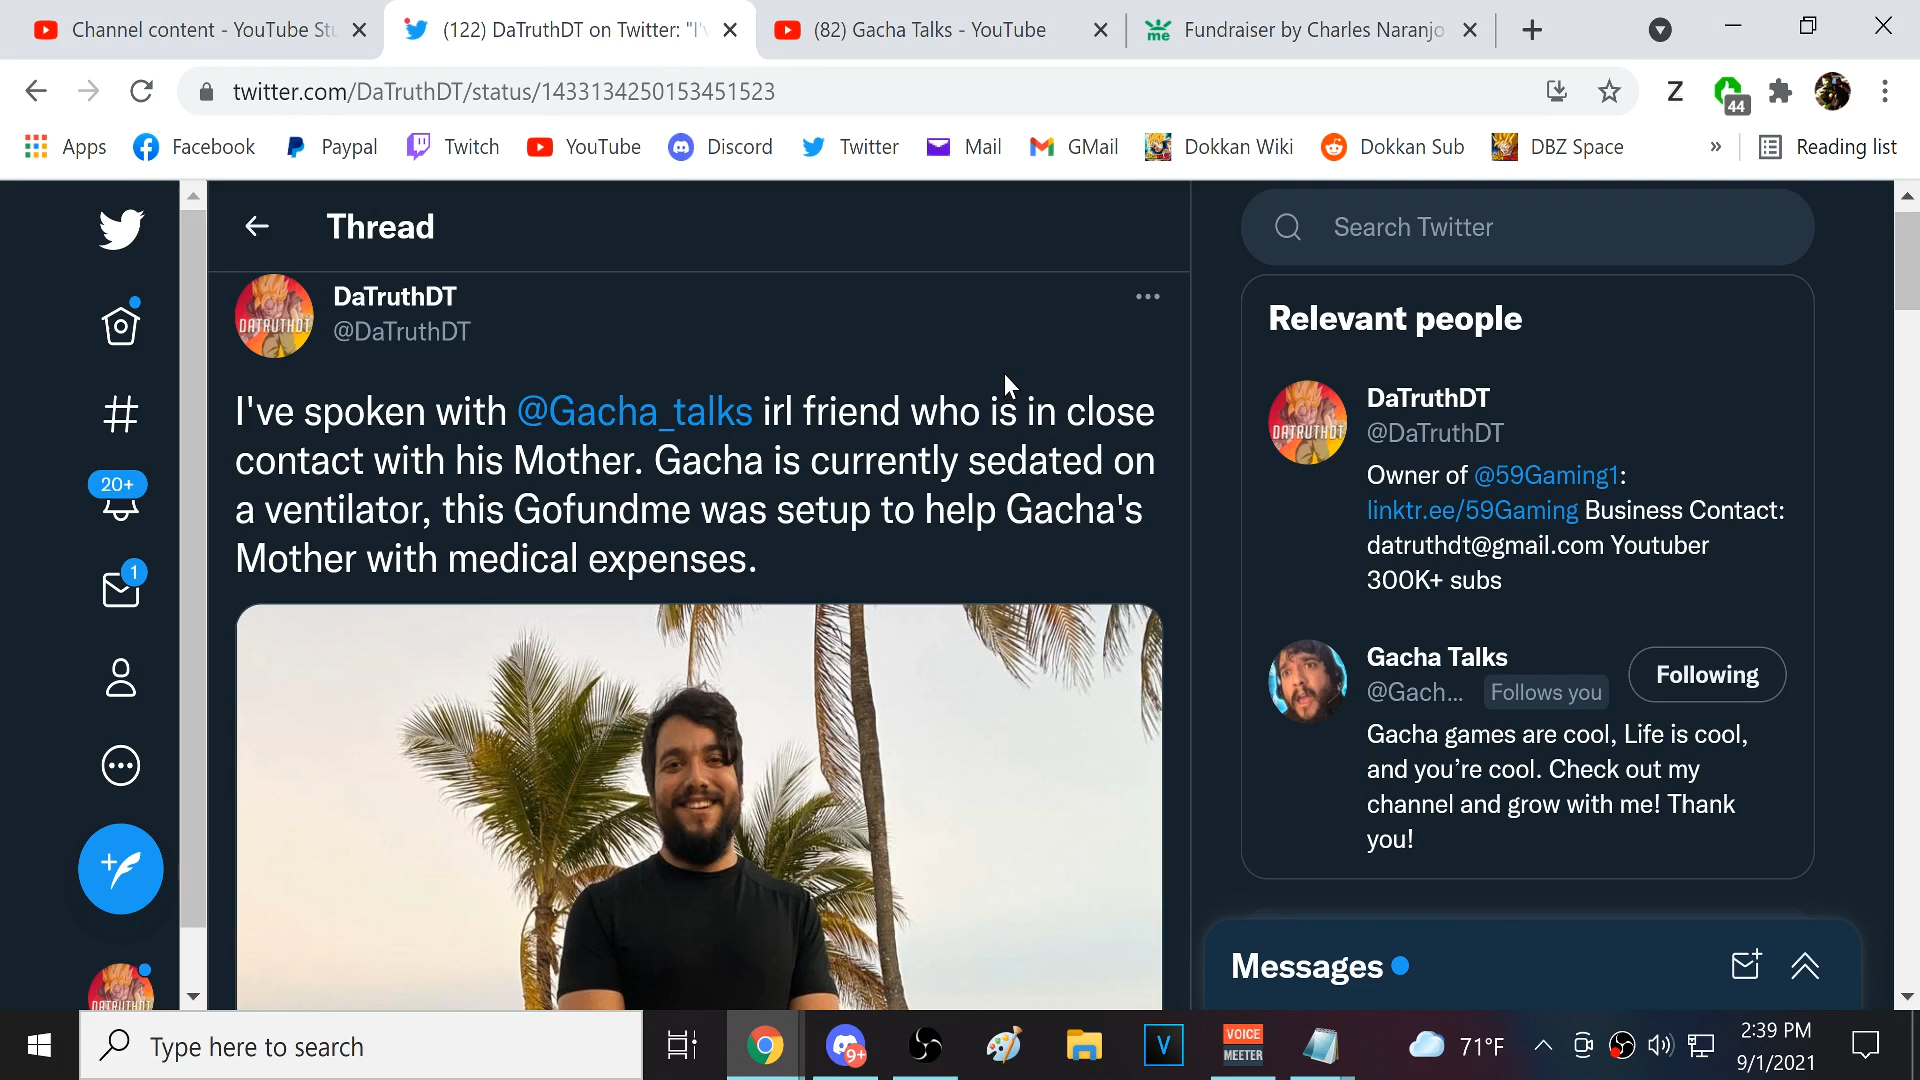 Channel content - YouTube Stu
(122) DaTruthDT on Twitter: "I'v
(82) Gacha Talks - YouTube
me
Fundraiser by Charles Naranjo
twitter.com/DaTruthDT/status/1433134250153451523
Z
44
Apps
Facebook
Paypal
Twitch
YouTube
Discord
Twitter
Mail
GMail
Dokkan Wiki
Dokkan Sub
DBZ Space
»
Reading list
Thread
Search Twitter
DATRUTHDT
DaTruthDT
@DaTruthDT
I've spoken with @Gacha_talks irl friend who is in close
contact with his Mother. Gacha is currently sedated on
a ventilator, this Gofundme was setup to help Gacha's
Mother with medical expenses.
20+
1
Relevant people
DATRUTHDT
DaTruthDT
@DaTruthDT
Owner of @59Gaming1:
linktr.ee/59Gaming Business Contact:
datruthdt@gmail.com Youtuber
300K+ subs
Gacha Talks
@Gach...
Follows you
Following
Gacha games are cool, Life is cool,
and you're cool. Check out my
channel and grow with me! Thank
you!
Messages
DATRUTHDT
Type here to search
9+
V
VOICE
MEETER
71°F
2:39 PM
9/1/2021